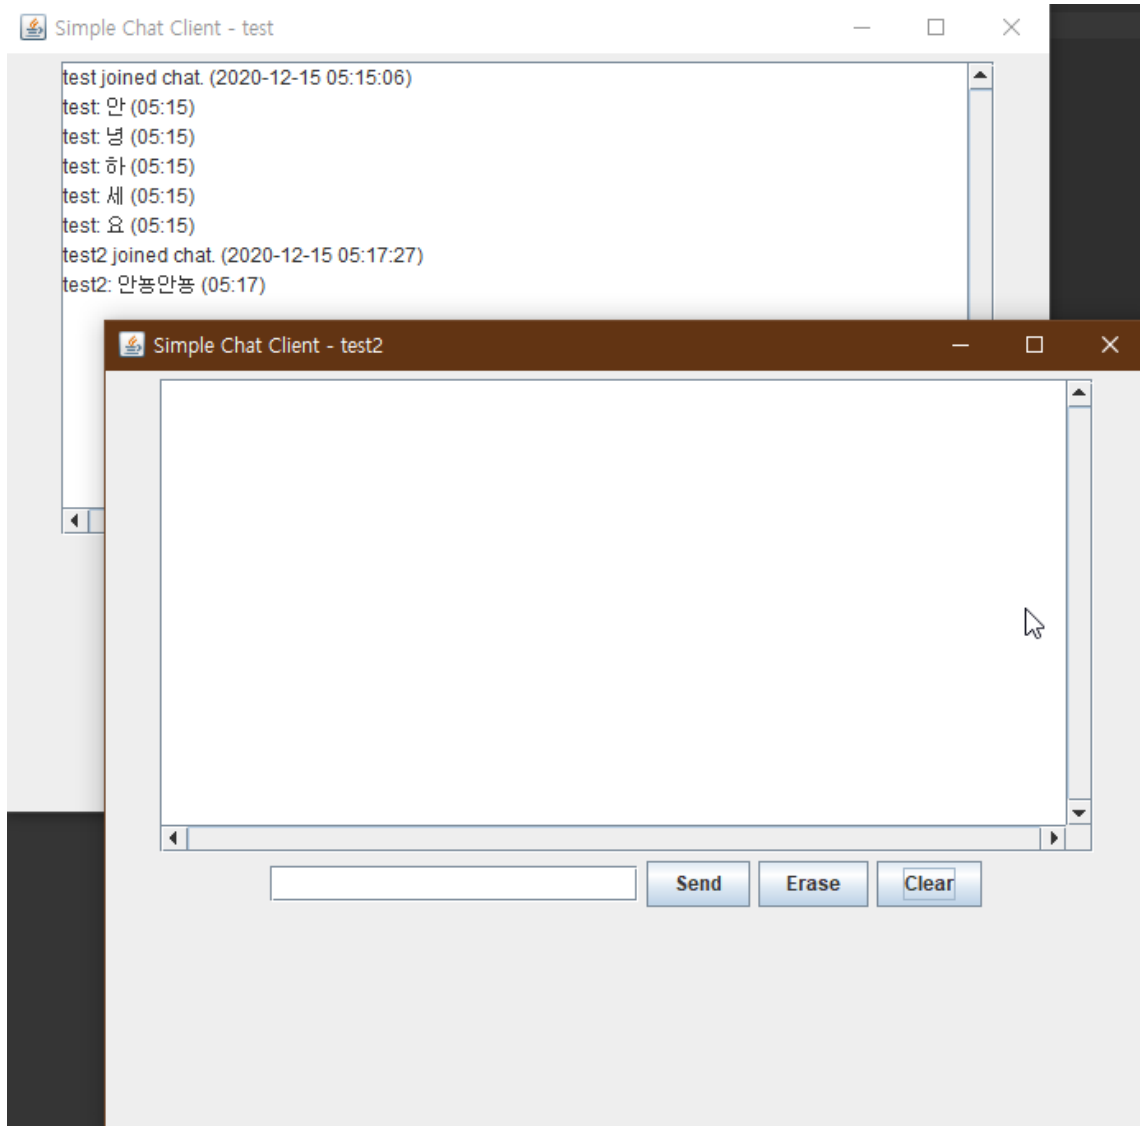 Simple Chat Client - test
test joined chat. (2020-12-15 05:15:06)
test: 안 (05:15)
test: 녕 (05:15)
test: 하 (05:15)
test: 세 (05:15)
test: 요 (05:15)
test2 joined chat. (2020-12-15 05:17:27)
test2: 안뇽안뇽 (05:17)
Simple Chat Client - test2
Send Erase Clear